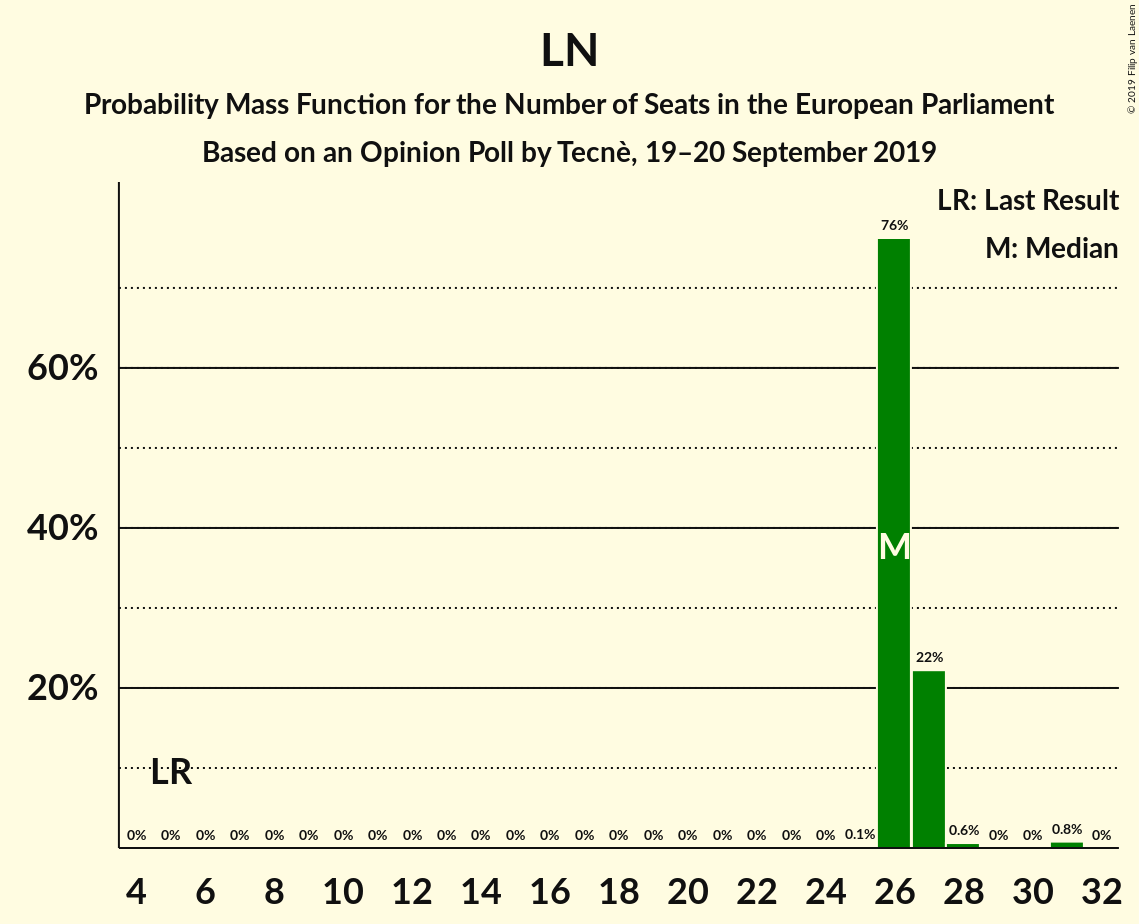 LN
Probability Mass Function for the Number of Seats in the European Parliament
Based on an Opinion Poll by Tecnè, 19–20 September 2019
© 2019 Filip van Laenen
LR: Last Result
M: Median
76%
60%
40%
M
22%
20%
LR
0% 0% 0% 0% 0% 0% 0% 0% 0% 0% 0% 0% 0% 0% 0% 0% 0% 0% 0% 0% 0% 0.1% 0.6% 0% 0% 0.8% 0%
4 6 8 10 12 14 16 18 20 22 24 26 28 30 32